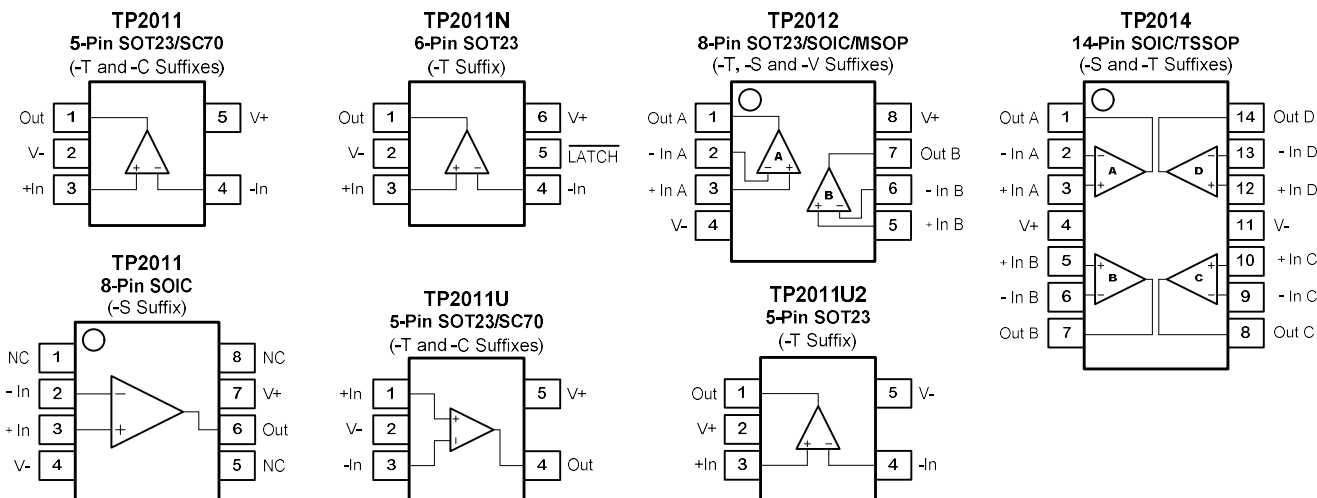 TP2011
5-Pin SOT23/SC70
(-T and -C Suffixes)
Out 1 5 V+
V- 2
+In 3 + - 4 -In
TP2011N
6-Pin SOT23
(-T Suffix)
Out 1 6 V+
V- 2 5 LATCH
+In 3 + - 4 -In
TP2012
8-Pin SOT23/SOIC/MSOP
(-T, -S and -V Suffixes)
Out A 1 8 V+
- In A 2 A 7 Out B
+ In A 3 - + B 6 - In B
V- 4 + - 5 + In B
TP2014
14-Pin SOIC/TSSOP
(-S and -T Suffixes)
Out A 1 14 Out D
- In A 2 - A D - 13 - In D
+ In A 3 + + 12 + In D
V+ 4 11 V-
+ In B 5 + B C + 10 + In C
- In B 6 - - 9 - In C
Out B 7 8 Out C
TP2011
8-Pin SOIC
(-S Suffix)
NC 1 8 NC
- In 2 - 7 V+
+ In 3 + 6 Out
V- 4 5 NC
TP2011U
5-Pin SOT23/SC70
(-T and -C Suffixes)
+In 1 + 5 V+
V- 2 -
-In 3 4 Out
TP2011U2
5-Pin SOT23
(-T Suffix)
Out 1 5 V-
V+ 2
+In 3 + - 4 -In